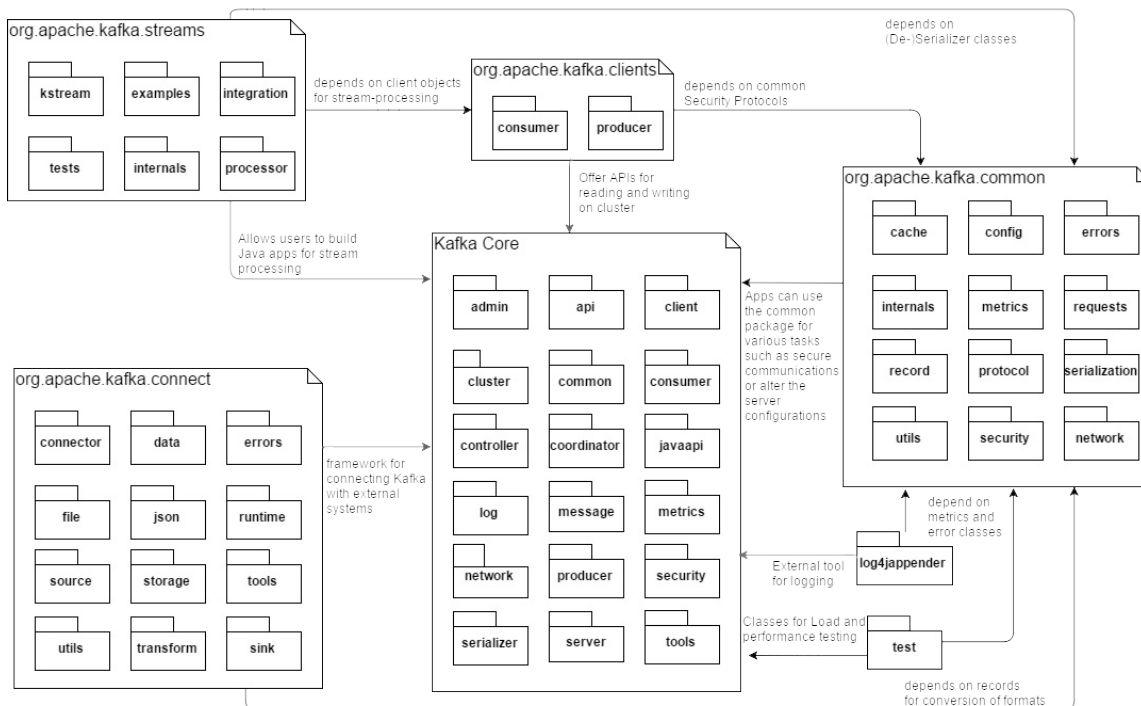 org.apache.kafka.streams
kstream
examples
integration
tests
internals
processor
depends on client objects
for stream-processing
org.apache.kafka.clients
consumer
producer
depends on
(De-)Serializer classes
depends on common
Security Protocols
Offer APIs for
reading and writing
on cluster
Allows users to build
Java apps for stream
processing
Kafka Core
admin
api
client
cluster
common
consumer
controller
coordinator
javaapi
log
message
metrics
network
producer
security
serializer
server
tools
org.apache.kafka.common
cache
config
errors
internals
metrics
requests
record
protocol
serialization
utils
security
network
Apps can use
the common
package for
various tasks
such as secure
communications
or alter the
server
configurations
org.apache.kafka.connect
connector
data
errors
file
json
runtime
source
storage
tools
utils
transform
sink
framework for
connecting Kafka
with external
systems
depend on
metrics and
error classes
log4jappender
External tool
for logging
Classes for Load and
performance testing
test
depends on records
for conversion of formats